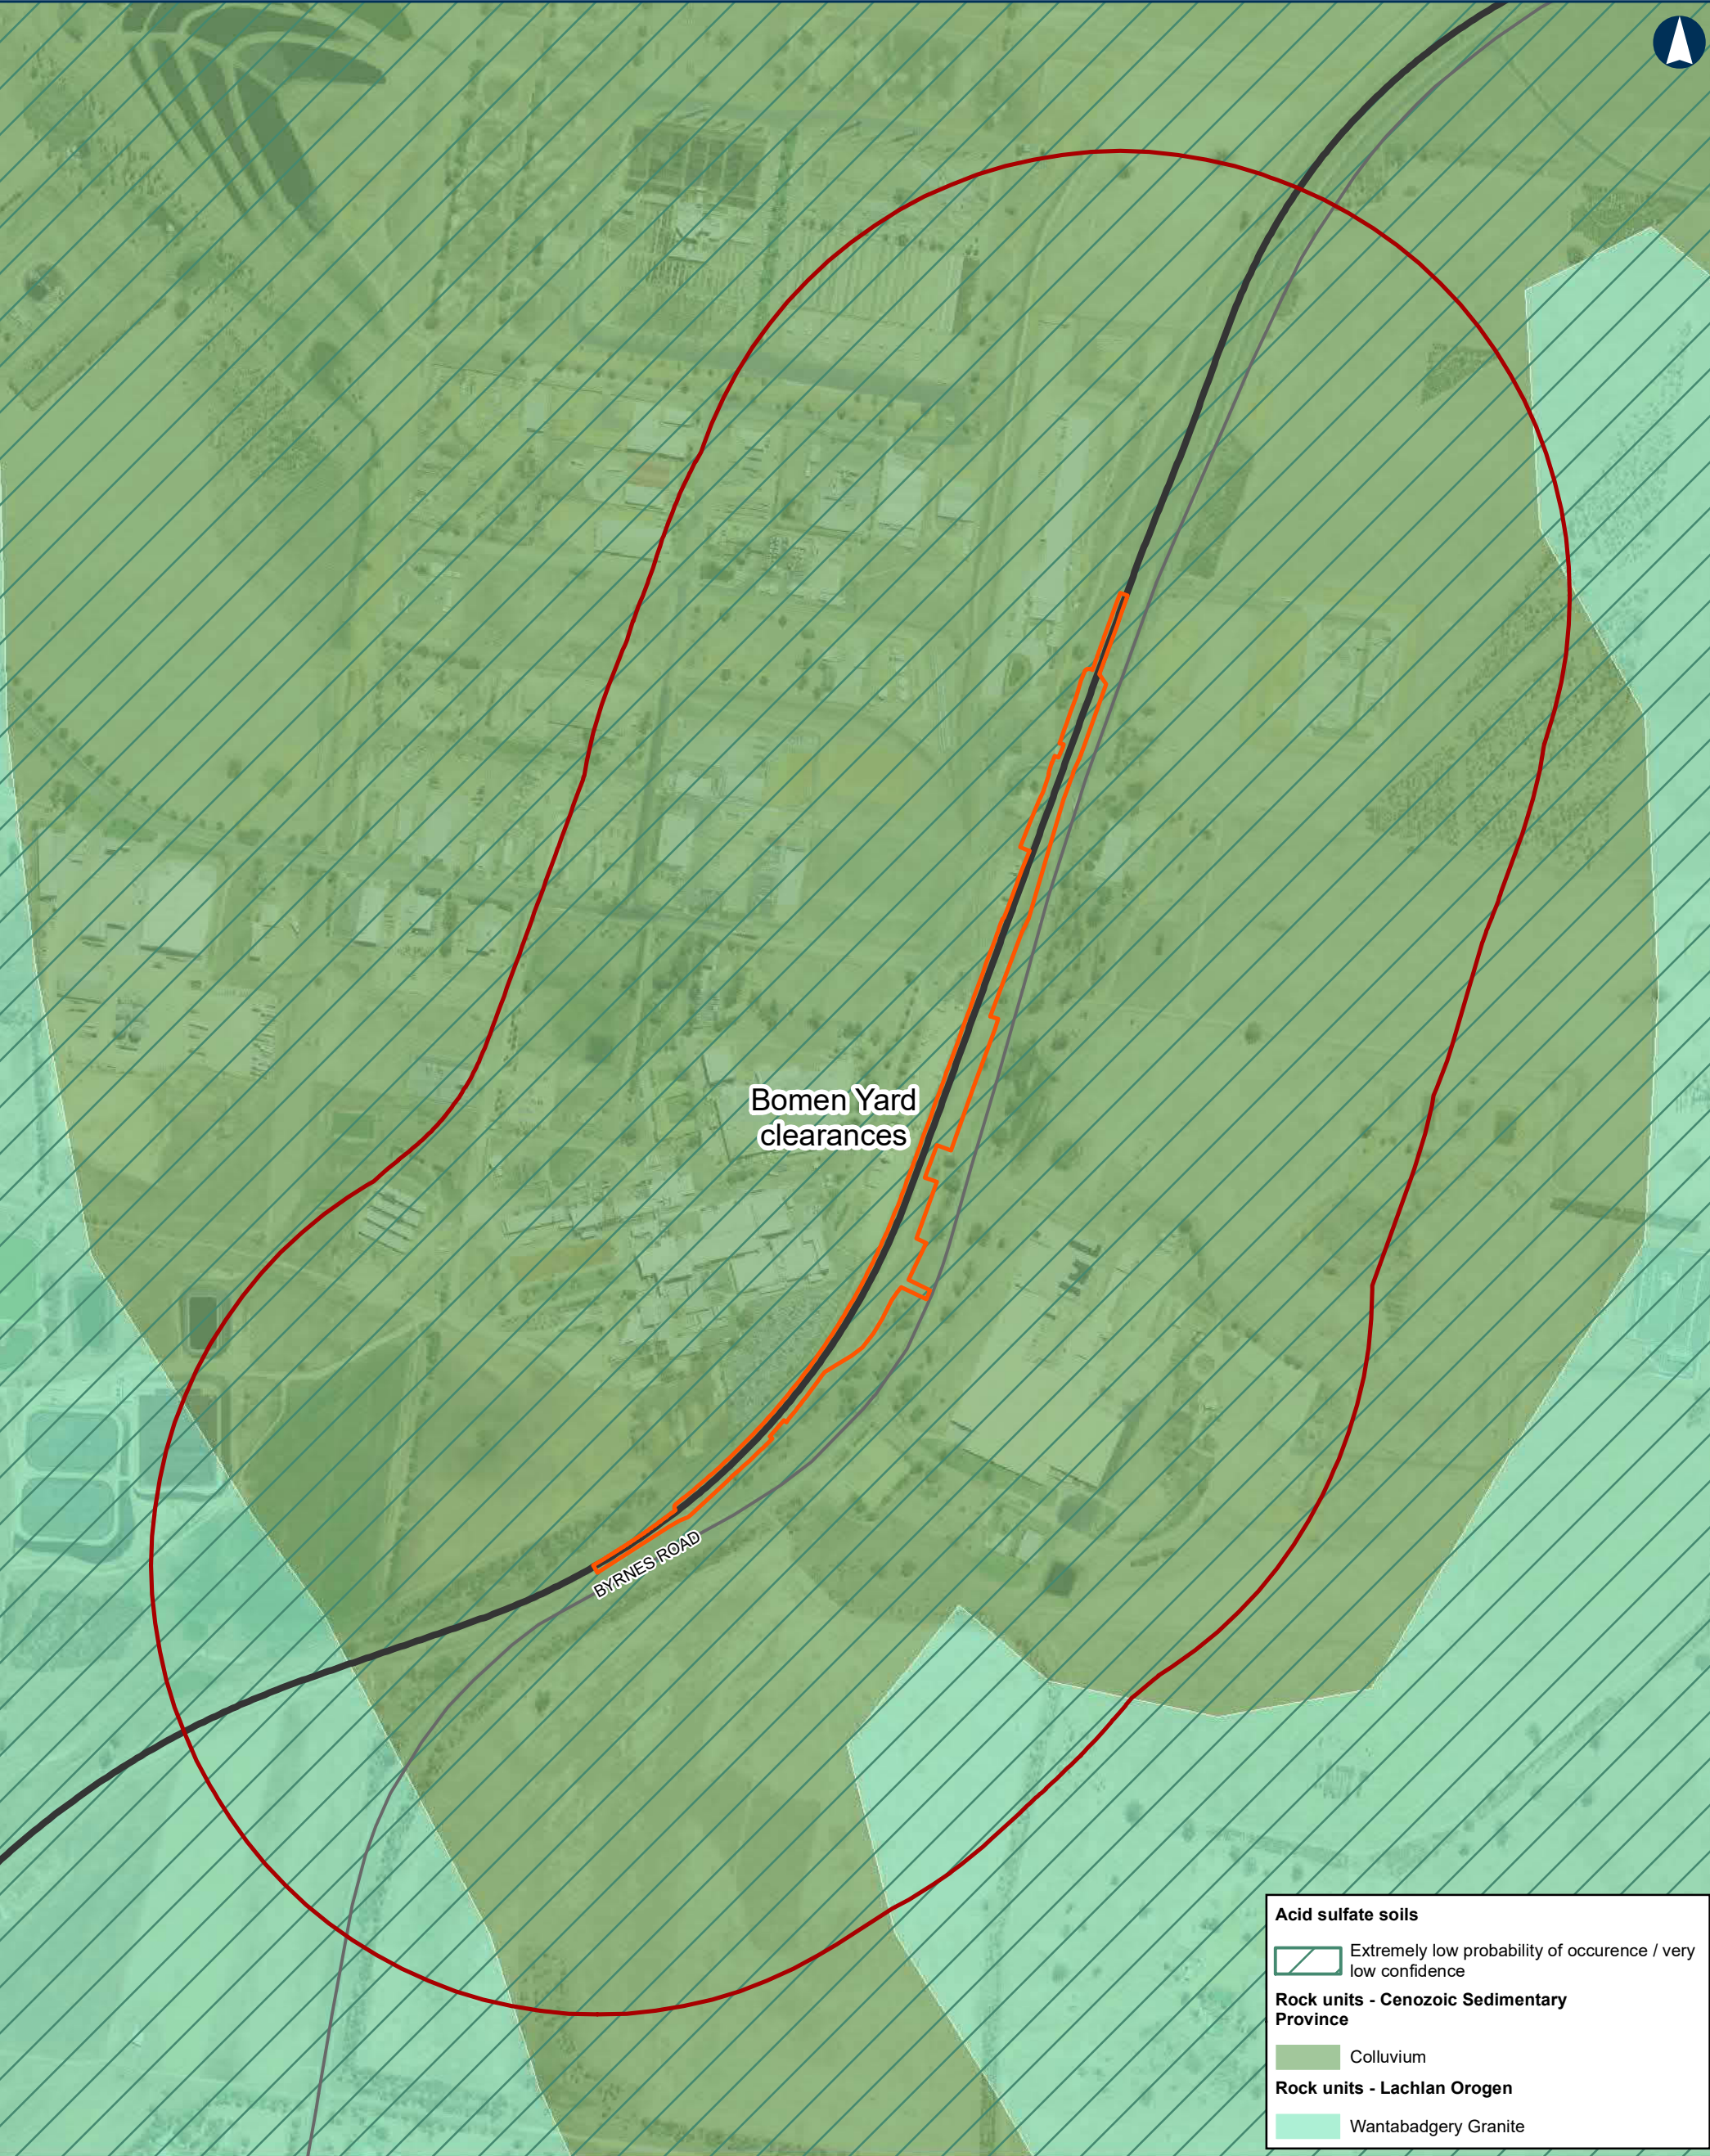 Bomen Yard
clearances
BYRNES ROAD
Acid sulfate soils
Extremely low probability of occurence / very
low confidence
Rock units - Cenozoic Sedimentary
Province
Colluvium
Rock units - Lachlan Orogen
Wantabadgery Granite